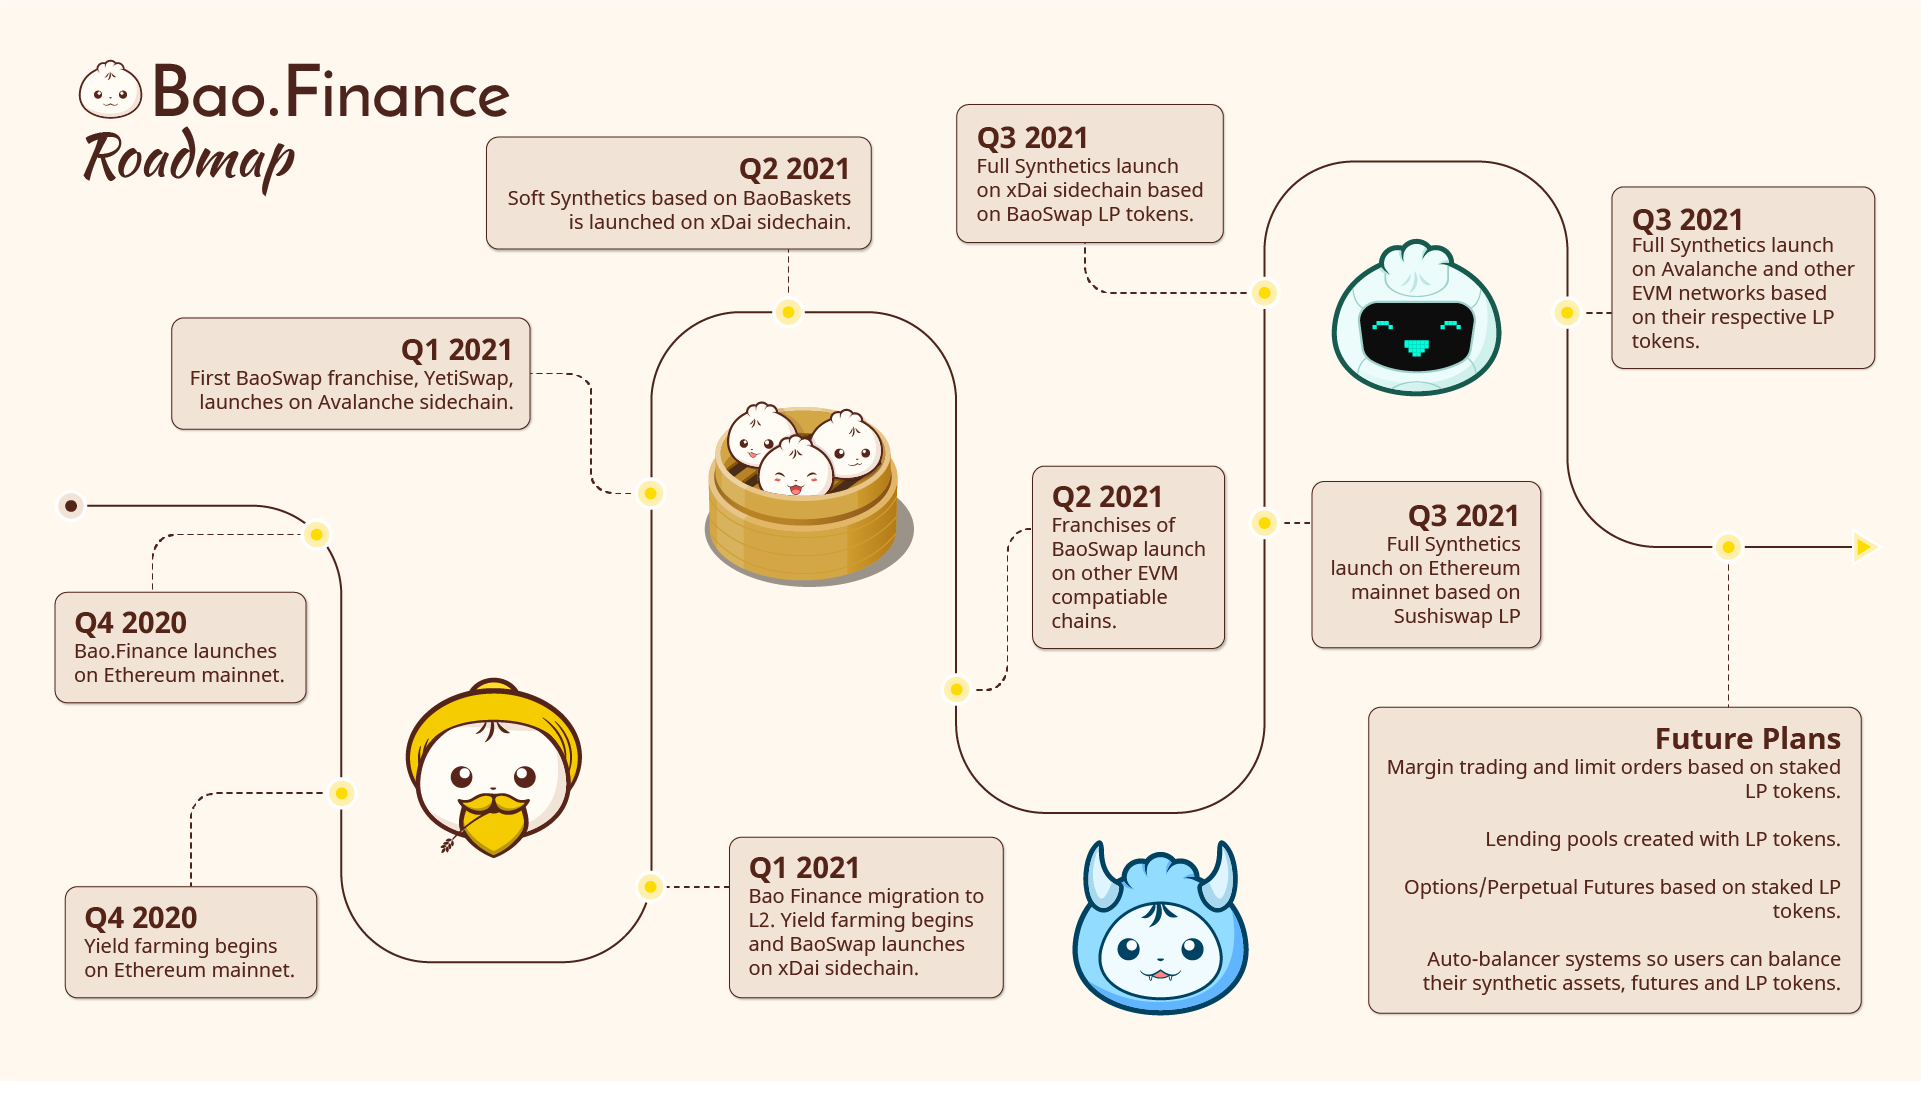 Bao.Finance
Roadmap
Q4 2020
Bao.Finance launches
on Ethereum mainnet.
Q4 2020
Yield farming begins
on Ethereum mainnet.
Q1 2021
Bao Finance migration to
L2. Yield farming begins
and BaoSwap launches
on xDai sidechain.
Q1 2021
First BaoSwap franchise, YetiSwap,
launches on Avalanche sidechain.
Q2 2021
Soft Synthetics based on BaoBaskets
is launched on xDai sidechain.
Q2 2021
Franchises of
BaoSwap launch
on other EVM
compatiable
chains.
Q3 2021
Full Synthetics
launch on Ethereum
mainnet based on
Sushiswap LP
Q3 2021
Full Synthetics launch
on xDai sidechain based
on BaoSwap LP tokens.
Q3 2021
Full Synthetics launch
on Avalanche and other
EVM networks based
on their respective LP
tokens.
Future Plans
Margin trading and limit orders based on staked
LP tokens.
Lending pools created with LP tokens.
Options/Perpetual Futures based on staked LP
tokens.
Auto-balancer systems so users can balance
their synthetic assets, futures and LP tokens.